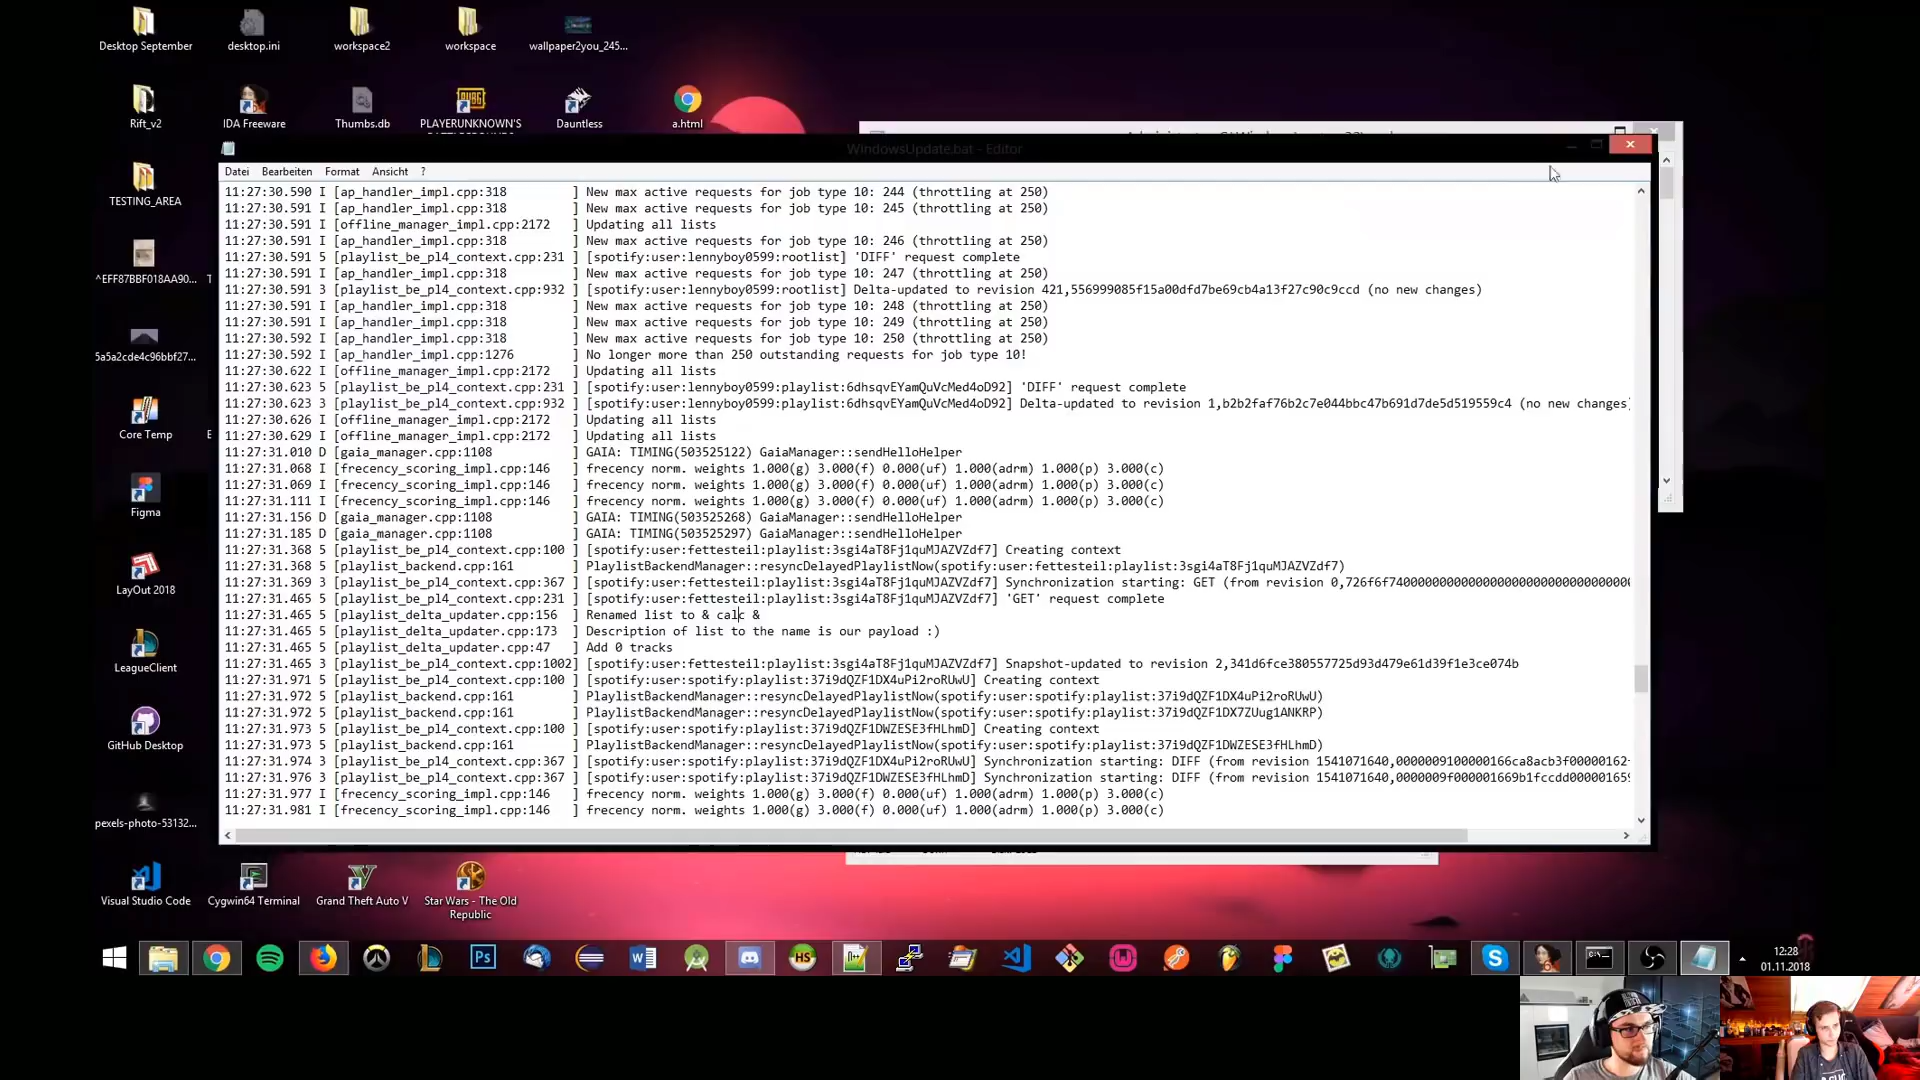 Desktop September
desktop.ini
workspace2
workspace
wallpaper2you_245...
Rift_v2
IDA Freeware
Thumbs.db
PLAYERUNKNOWN'S
Dauntless
a.html
TESTING_AREA
^EFF87BBF018AA90...
5a5a2cde4c96bbf27...
Core Temp
Figma
LayOut 2018
LeagueClient
GitHub Desktop
pexels-photo-53132...
WindowsUpdate.bat - Editor
Datei Bearbeiten Format Ansicht ?
11:27:30.590 I [ap_handler_impl.cpp:318 ] New max active requests for job type 10: 244 (throttling at 250)
11:27:30.591 I [ap_handler_impl.cpp:318 ] New max active requests for job type 10: 245 (throttling at 250)
11:27:30.591 I [offline_manager_impl.cpp:2172 ] Updating all lists
11:27:30.591 I [ap_handler_impl.cpp:318 ] New max active requests for job type 10: 246 (throttling at 250)
11:27:30.591 5 [playlist_be_pl4_context.cpp:231 ] [spotify:user:lennyboy0599:rootlist] 'DIFF' request complete
11:27:30.591 I [ap_handler_impl.cpp:318 ] New max active requests for job type 10: 247 (throttling at 250)
11:27:30.591 3 [playlist_be_pl4_context.cpp:932 ] [spotify:user:lennyboy0599:rootlist] Delta-updated to revision 421,556999085f15a00dfd7be69cb4a13f27c90c9ccd (no new changes)
11:27:30.591 I [ap_handler_impl.cpp:318 ] New max active requests for job type 10: 248 (throttling at 250)
11:27:30.591 I [ap_handler_impl.cpp:318 ] New max active requests for job type 10: 249 (throttling at 250)
11:27:30.592 I [ap_handler_impl.cpp:318 ] New max active requests for job type 10: 250 (throttling at 250)
11:27:30.592 I [ap_handler_impl.cpp:1276 ] No longer more than 250 outstanding requests for job type 10!
11:27:30.622 I [offline_manager_impl.cpp:2172 ] Updating all lists
11:27:30.623 5 [playlist_be_pl4_context.cpp:231 ] [spotify:user:lennyboy0599:playlist:6dhsqvEYamQuVcMed4oD92] 'DIFF' request complete
11:27:30.623 3 [playlist_be_pl4_context.cpp:932 ] [spotify:user:lennyboy0599:playlist:6dhsqvEYamQuVcMed4oD92] Delta-updated to revision 1,b2b2faf76b2c7e044bbc47b691d7de5d519559c4 (no new changes)
11:27:30.626 I [offline_manager_impl.cpp:2172 ] Updating all lists
11:27:30.629 I [offline_manager_impl.cpp:2172 ] Updating all lists
11:27:31.010 D [gaia_manager.cpp:1108 ] GAIA: TIMING(503525122) GaiaManager::sendHelloHelper
11:27:31.068 I [frecency_scoring_impl.cpp:146 ] frecency norm. weights 1.000(g) 3.000(f) 0.000(uf) 1.000(adrm) 1.000(p) 3.000(c)
11:27:31.069 I [frecency_scoring_impl.cpp:146 ] frecency norm. weights 1.000(g) 3.000(f) 0.000(uf) 1.000(adrm) 1.000(p) 3.000(c)
11:27:31.111 I [frecency_scoring_impl.cpp:146 ] frecency norm. weights 1.000(g) 3.000(f) 0.000(uf) 1.000(adrm) 1.000(p) 3.000(c)
11:27:31.156 D [gaia_manager.cpp:1108 ] GAIA: TIMING(503525268) GaiaManager::sendHelloHelper
11:27:31.185 D [gaia_manager.cpp:1108 ] GAIA: TIMING(503525297) GaiaManager::sendHelloHelper
11:27:31.368 5 [playlist_be_pl4_context.cpp:100 ] [spotify:user:fettesteil:playlist:3sgi4aT8Fj1quMJAZVZdf7] Creating context
11:27:31.368 5 [playlist_backend.cpp:161 ] PlaylistBackendManager::resyncDelayedPlaylistNow(spotify:user:fettesteil:playlist:3sgi4aT8Fj1quMJAZVZdf7)
11:27:31.369 3 [playlist_be_pl4_context.cpp:367 ] [spotify:user:fettesteil:playlist:3sgi4aT8Fj1quMJAZVZdf7] Synchronization starting: GET (from revision
11:27:31.465 5 [playlist_be_pl4_context.cpp:231 ] [spotify:user:fettesteil:playlist:3sgi4aT8Fj1quMJAZVZdf7] 'GET' request complete
11:27:31.465 5 [playlist_delta_updater.cpp:156 ] Renamed list to & calc &
11:27:31.465 5 [playlist_delta_updater.cpp:173 ] Description of list to the name is our payload :)
11:27:31.465 5 [playlist_delta_updater.cpp:47 ] Add 0 tracks
11:27:31.465 3 [playlist_be_pl4_context.cpp:1002] [spotify:user:fettesteil:playlist:3sgi4aT8Fj1quMJAZVZdf7] Snapshot-updated to revision 2,341d6fce380557725d93d479e61d39f1e3ce074b
11:27:31.971 5 [playlist_be_pl4_context.cpp:100 ] [spotify:user:spotify:playlist:37i9dQZF1DX4uPi2roRUwU] Creating context
11:27:31.972 5 [playlist_backend.cpp:161 ] PlaylistBackendManager::resyncDelayedPlaylistNow(spotify:user:spotify:playlist:37i9dQZF1DX4uPi2roRUwU)
11:27:31.972 5 [playlist_backend.cpp:161 ] PlaylistBackendManager::resyncDelayedPlaylistNow(spotify:user:spotify:playlist:37i9dQZF1DX7ZUug1ANKRP)
11:27:31.973 5 [playlist_be_pl4_context.cpp:100 ] [spotify:user:spotify:playlist:37i9dQZF1DWZESE3fHLhmD] Creating context
11:27:31.973 5 [playlist_backend.cpp:161 ] PlaylistBackendManager::resyncDelayedPlaylistNow(spotify:user:spotify:playlist:37i9dQZF1DWZESE3fHLhmD)
11:27:31.974 3 [playlist_be_pl4_context.cpp:367 ] [spotify:user:spotify:playlist:37i9dQZF1DX4uPi2roRUwU] Synchronization starting: DIFF (from revision
11:27:31.976 3 [playlist_be_pl4_context.cpp:367 ] [spotify:user:spotify:playlist:37i9dQZF1DWZESE3fHLhmD] Synchronization starting: DIFF (from revision
11:27:31.977 I [frecency_scoring_impl.cpp:146 ] frecency norm. weights 1.000(g) 3.000(f) 0.000(uf) 1.000(adrm) 1.000(p) 3.000(c)
11:27:31.981 I [frecency_scoring_impl.cpp:146 ] frecency norm. weights 1.000(g) 3.000(f) 0.000(uf) 1.000(adrm) 1.000(p) 3.000(c)
Visual Studio Code
Cygwin64 Terminal
Grand Theft Auto V
Star Wars - The Old
Republic
12:28
01.11.2018